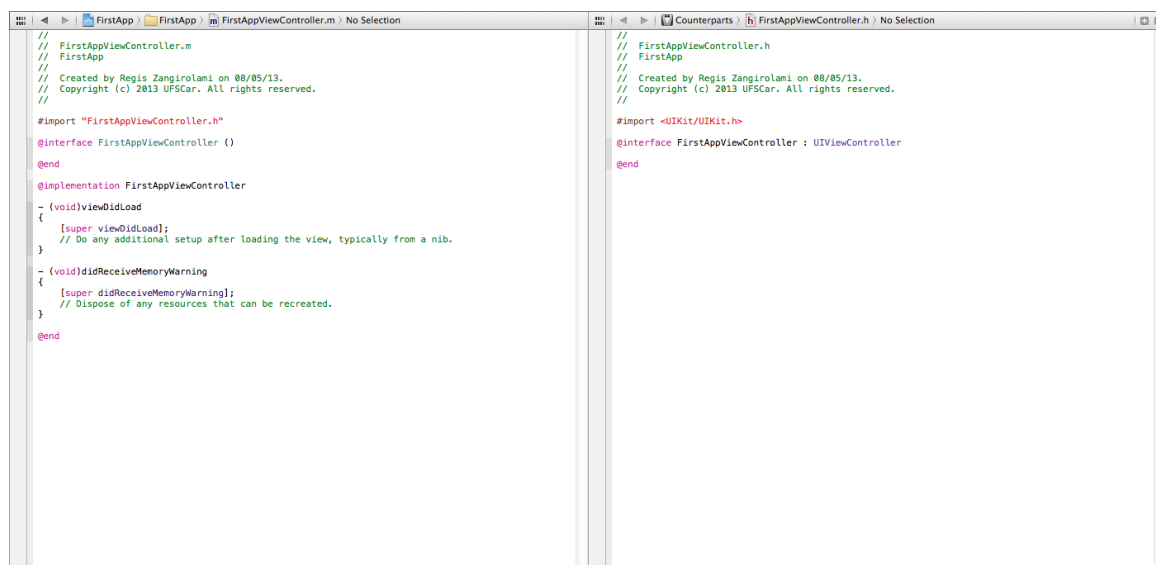 FirstApp › FirstApp › FirstAppViewController.m › No Selection
//
//  FirstAppViewController.m
//  FirstApp
//
//  Created by Regis Zangirolami on 08/05/13.
//  Copyright (c) 2013 UFSCar. All rights reserved.
//
#import "FirstAppViewController.h"
@interface FirstAppViewController ()
@end
@implementation FirstAppViewController
- (void)viewDidLoad
{
    [super viewDidLoad];
    // Do any additional setup after loading the view, typically from a nib.
}
- (void)didReceiveMemoryWarning
{
    [super didReceiveMemoryWarning];
    // Dispose of any resources that can be recreated.
}
@end
Counterparts › FirstAppViewController.h › No Selection
//
//  FirstAppViewController.h
//  FirstApp
//
//  Created by Regis Zangirolami on 08/05/13.
//  Copyright (c) 2013 UFSCar. All rights reserved.
//
#import <UIKit/UIKit.h>
@interface FirstAppViewController : UIViewController
@end